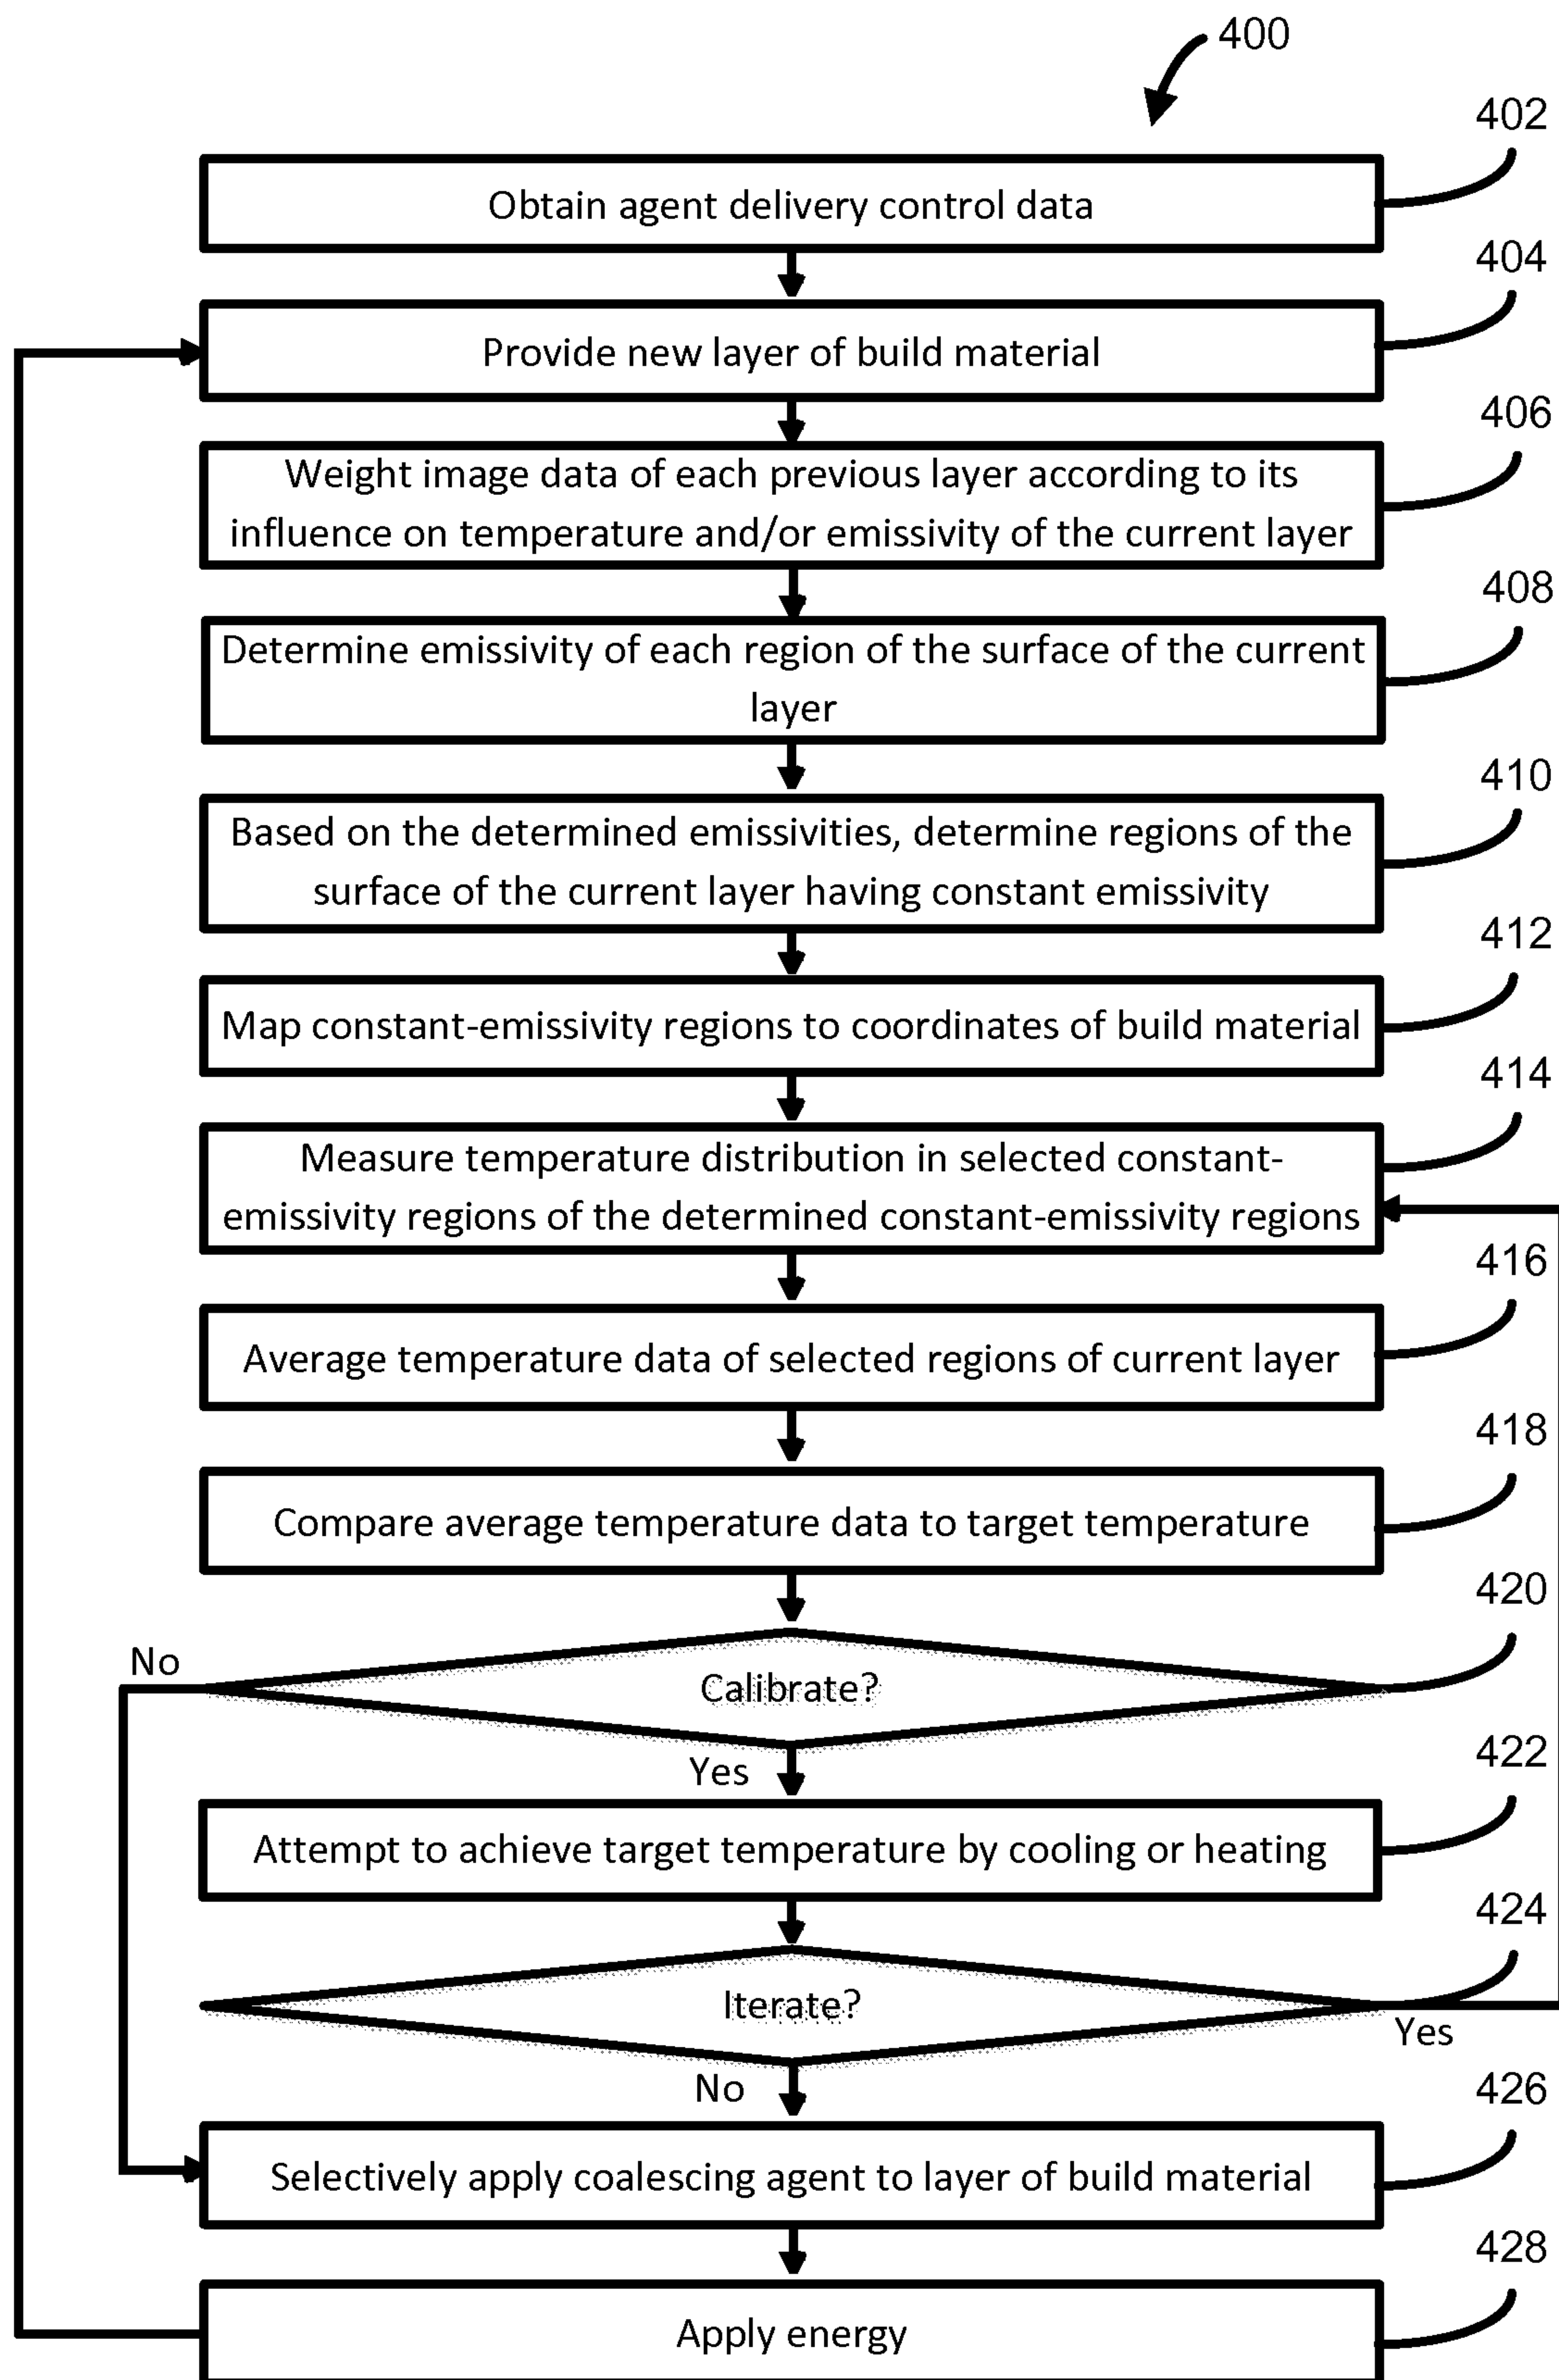 400
402
Obtain agent delivery control data
404
Provide new layer of build material
406
Weight image data of each previous layer according to its
influence on temperature and/or emissivity of the current layer
408
Determine emissivity of each region of the surface of the current
layer
410
Based on the determined emissivities, determine regions of the
surface of the current layer having constant emissivity
412
Map constant-emissivity regions to coordinates of build material
414
Measure temperature distribution in selected constant-
emissivity regions of the determined constant-emissivity regions
416
Average temperature data of selected regions of current layer
418
Compare average temperature data to target temperature
420
No
Calibrate?
Yes
422
Attempt to achieve target temperature by cooling or heating
424
Iterate?
Yes
No
426
Selectively apply coalescing agent to layer of build material
428
Apply energy